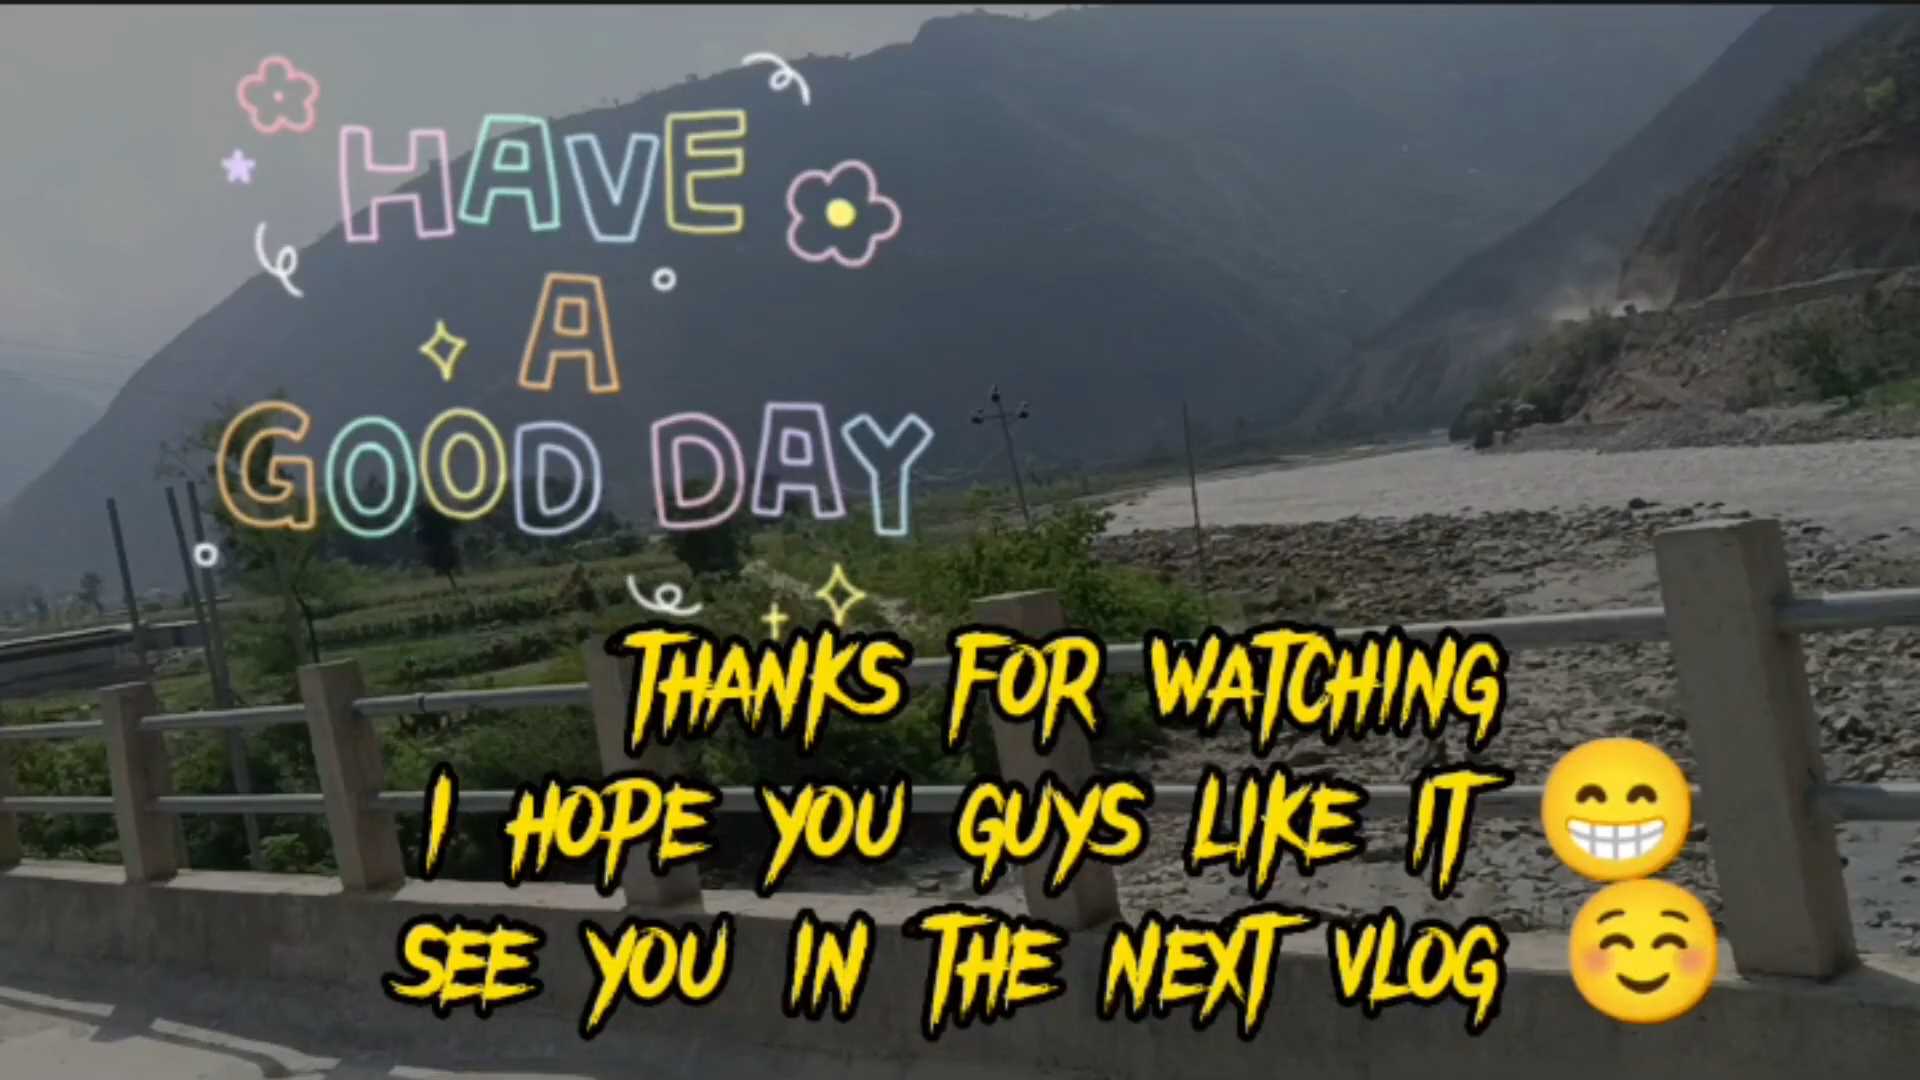 HAVE
A
GOOD DAY
THANKS FOR WATCHING
I HOPE YOU GUYS LIKE IT 😁
SEE YOU IN THE NEXT VLOG ☺️